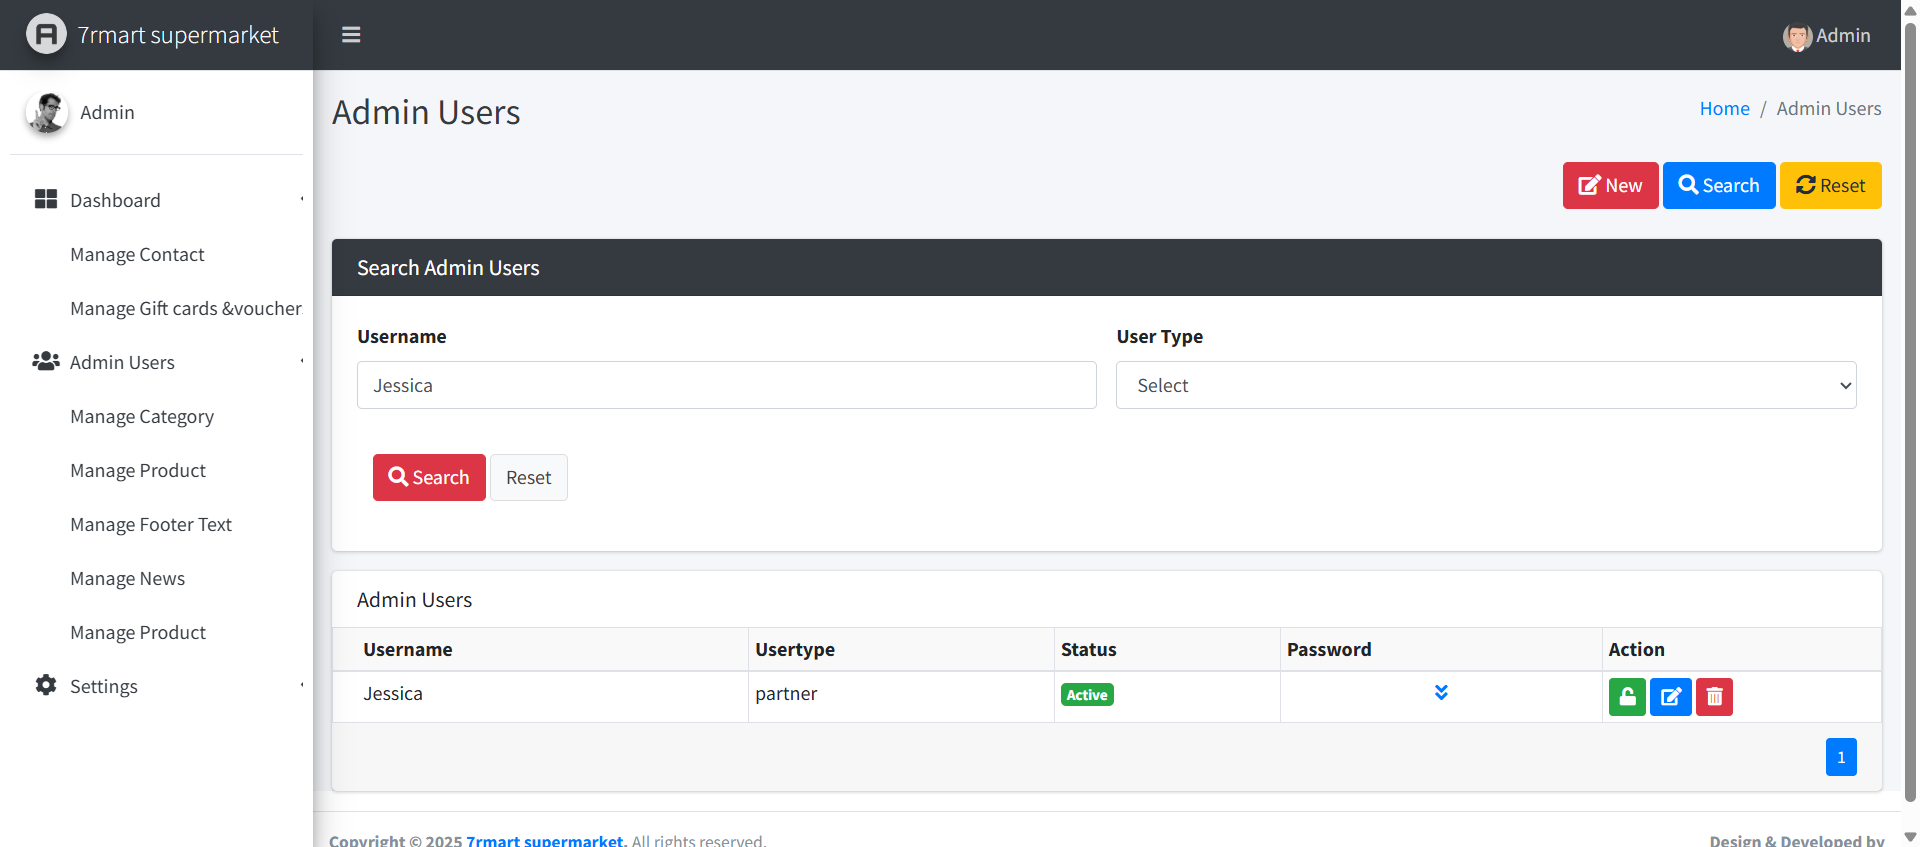 7rmart supermarket
Admin
Admin
Dashboard
Manage Contact
Manage Gift cards &voucher
Admin Users
Manage Category
Manage Product
Manage Footer Text
Manage News
Manage Product
Settings
Admin Users
Home / Admin Users
New Search Reset
Search Admin Users
Username User Type
Jessica Select
Search Reset
Admin Users
Username Usertype Status Password Action
Jessica partner Active
1
Copyright © 2025 7rmart supermarket. All rights reserved.
Design & Developed by